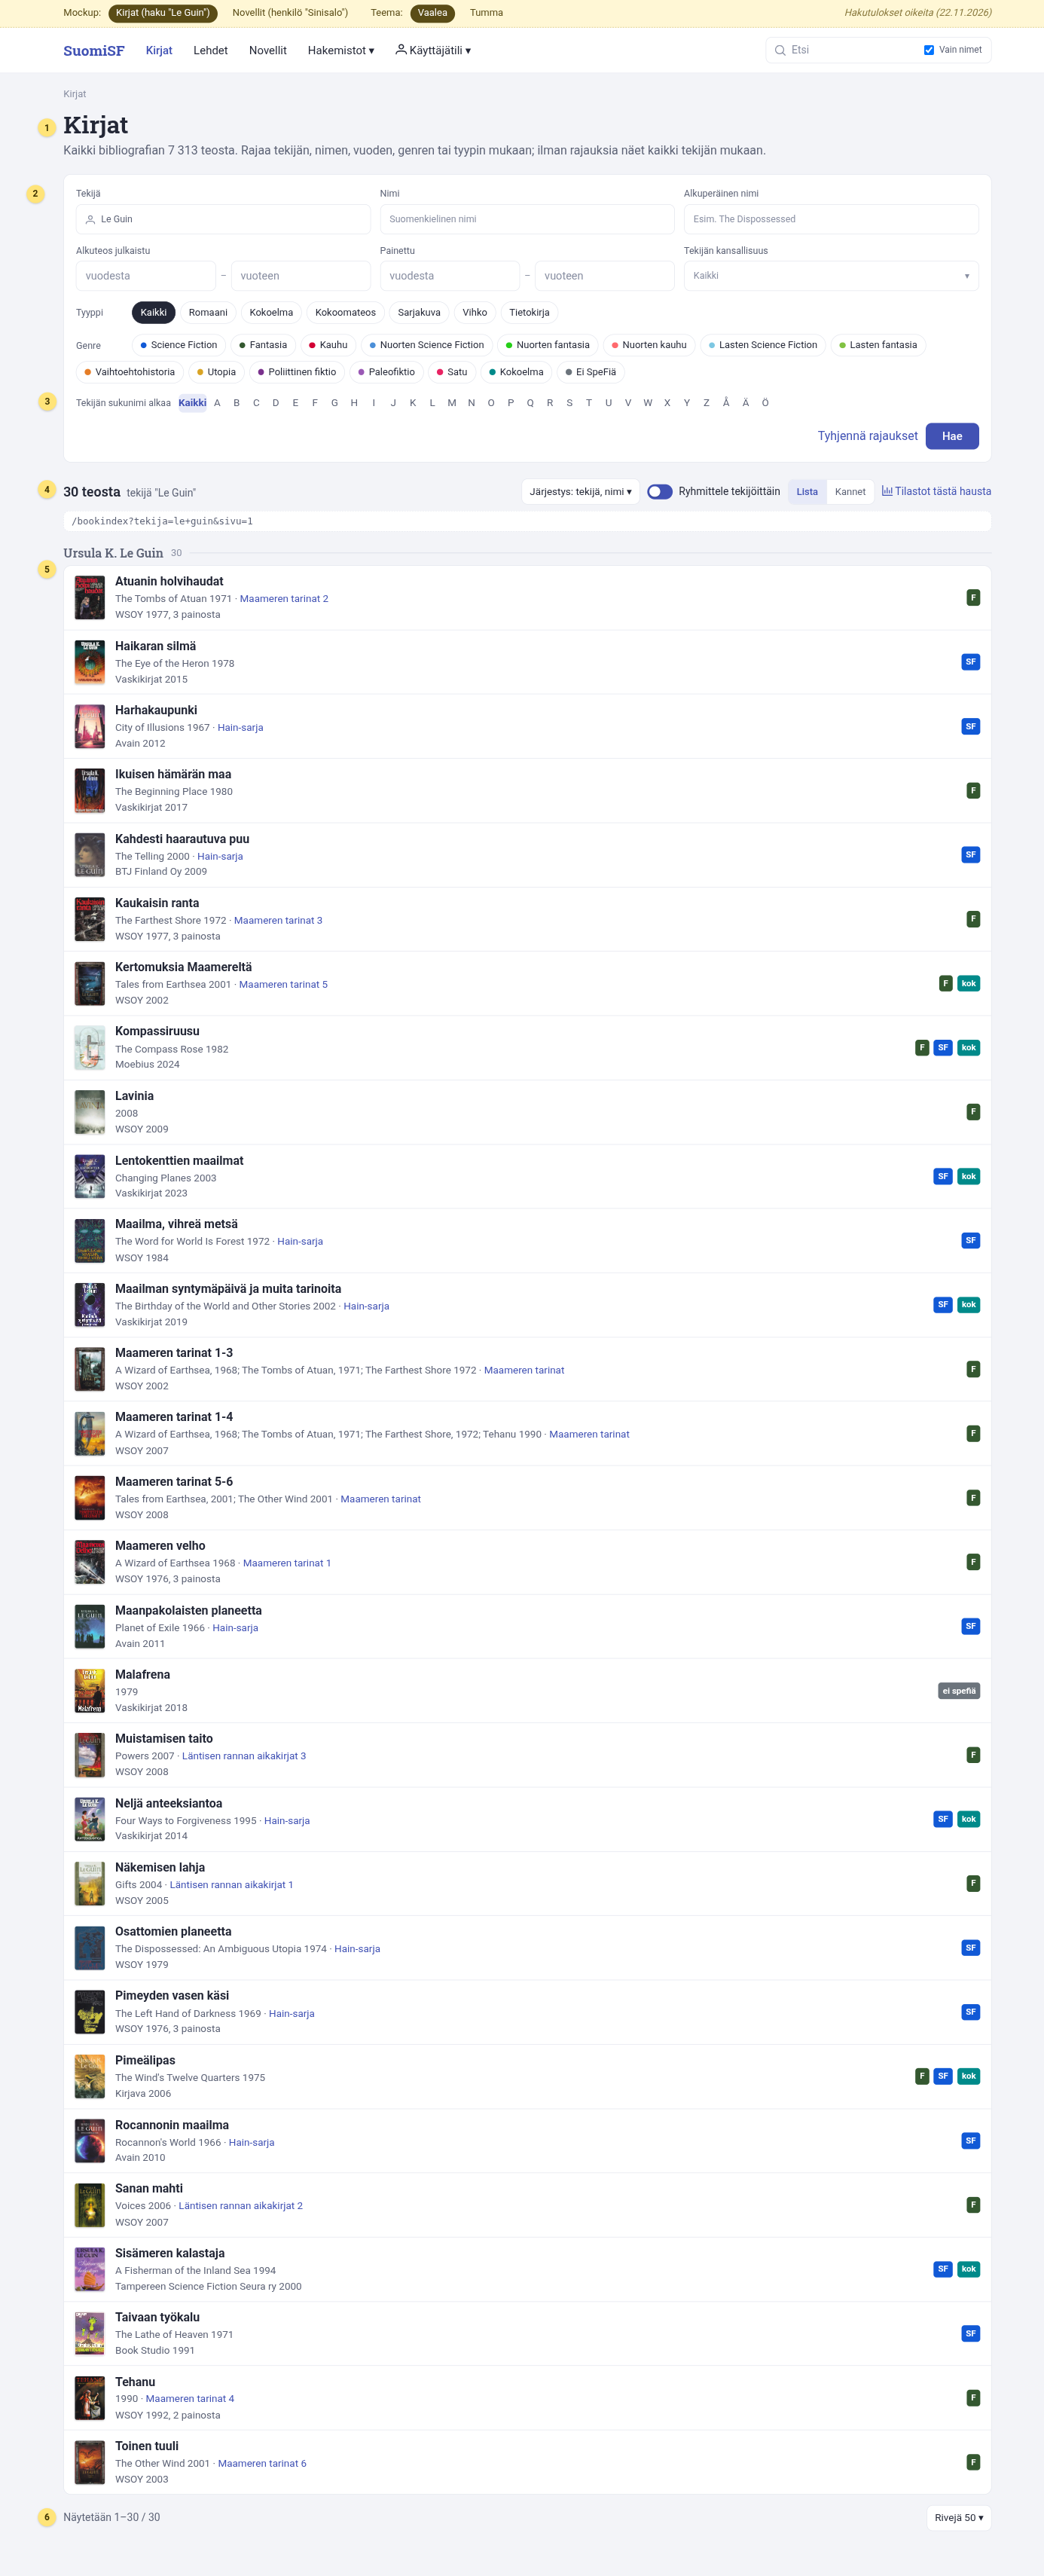 Mockup: Kirjat (haku "Le Guin") Novellit (henkilö "Sinisalo") Teema: Vaalea Tumma Hakutulokset oikeita (22.11.2026)
SuomiSF Kirjat Lehdet Novellit Hakemistot ▾ Käyttäjätili ▾ Etsi Vain nimet
Kirjat
1 Kirjat
Kaikki bibliografian 7 313 teosta. Rajaa tekijän, nimen, vuoden, genren tai tyypin mukaan; ilman rajauksia näet kaikki tekijän mukaan.
2 Tekijä Nimi Alkuperäinen nimi
Le Guin Suomenkielinen nimi Esim. The Dispossessed
Alkuteos julkaistu Painettu Tekijän kansallisuus
vuodesta – vuoteen vuodesta – vuoteen Kaikki ▾
Tyyppi Kaikki Romaani Kokoelma Kokoomateos Sarjakuva Vihko Tietokirja
Genre Science Fiction Fantasia Kauhu Nuorten Science Fiction Nuorten fantasia Nuorten kauhu Lasten Science Fiction Lasten fantasia
Vaihtoehtohistoria Utopia Poliittinen fiktio Paleofiktio Satu Kokoelma Ei SpeFiä
3 Tekijän sukunimi alkaa Kaikki A B C D E F G H I J K L M N O P Q R S T U V W X Y Z Å Ä Ö
Tyhjennä rajaukset Hae
4 30 teosta tekijä "Le Guin" Järjestys: tekijä, nimi ▾ Ryhmittele tekijöittäin Lista Kannet Tilastot tästä hausta
/bookindex?tekija=le+guin&sivu=1
Ursula K. Le Guin 30
5
Atuanin holvihaudat
The Tombs of Atuan 1971 · Maameren tarinat 2 F
WSOY 1977, 3 painosta
Haikaran silmä
The Eye of the Heron 1978 SF
Vaskikirjat 2015
Harhakaupunki
City of Illusions 1967 · Hain-sarja SF
Avain 2012
Ikuisen hämärän maa
The Beginning Place 1980 F
Vaskikirjat 2017
Kahdesti haarautuva puu
The Telling 2000 · Hain-sarja SF
BTJ Finland Oy 2009
Kaukaisin ranta
The Farthest Shore 1972 · Maameren tarinat 3 F
WSOY 1977, 3 painosta
Kertomuksia Maamereltä
Tales from Earthsea 2001 · Maameren tarinat 5 F kok
WSOY 2002
Kompassiruusu
The Compass Rose 1982 F SF kok
Moebius 2024
Lavinia
2008 F
WSOY 2009
Lentokenttien maailmat
Changing Planes 2003 SF kok
Vaskikirjat 2023
Maailma, vihreä metsä
The Word for World Is Forest 1972 · Hain-sarja SF
WSOY 1984
Maailman syntymäpäivä ja muita tarinoita
The Birthday of the World and Other Stories 2002 · Hain-sarja SF kok
Vaskikirjat 2019
Maameren tarinat 1-3
A Wizard of Earthsea, 1968; The Tombs of Atuan, 1971; The Farthest Shore 1972 · Maameren tarinat F
WSOY 2002
Maameren tarinat 1-4
A Wizard of Earthsea, 1968; The Tombs of Atuan, 1971; The Farthest Shore, 1972; Tehanu 1990 · Maameren tarinat F
WSOY 2007
Maameren tarinat 5-6
Tales from Earthsea, 2001; The Other Wind 2001 · Maameren tarinat F
WSOY 2008
Maameren velho
A Wizard of Earthsea 1968 · Maameren tarinat 1 F
WSOY 1976, 3 painosta
Maanpakolaisten planeetta
Planet of Exile 1966 · Hain-sarja SF
Avain 2011
Malafrena
1979 ei spefiä
Vaskikirjat 2018
Muistamisen taito
Powers 2007 · Läntisen rannan aikakirjat 3 F
WSOY 2008
Neljä anteeksiantoa
Four Ways to Forgiveness 1995 · Hain-sarja SF kok
Vaskikirjat 2014
Näkemisen lahja
Gifts 2004 · Läntisen rannan aikakirjat 1 F
WSOY 2005
Osattomien planeetta
The Dispossessed: An Ambiguous Utopia 1974 · Hain-sarja SF
WSOY 1979
Pimeyden vasen käsi
The Left Hand of Darkness 1969 · Hain-sarja SF
WSOY 1976, 3 painosta
Pimeälipas
The Wind's Twelve Quarters 1975 F SF kok
Kirjava 2006
Rocannonin maailma
Rocannon's World 1966 · Hain-sarja SF
Avain 2010
Sanan mahti
Voices 2006 · Läntisen rannan aikakirjat 2 F
WSOY 2007
Sisämeren kalastaja
A Fisherman of the Inland Sea 1994 SF kok
Tampereen Science Fiction Seura ry 2000
Taivaan työkalu
The Lathe of Heaven 1971 SF
Book Studio 1991
Tehanu
1990 · Maameren tarinat 4 F
WSOY 1992, 2 painosta
Toinen tuuli
The Other Wind 2001 · Maameren tarinat 6 F
WSOY 2003
6 Näytetään 1–30 / 30 Rivejä 50 ▾